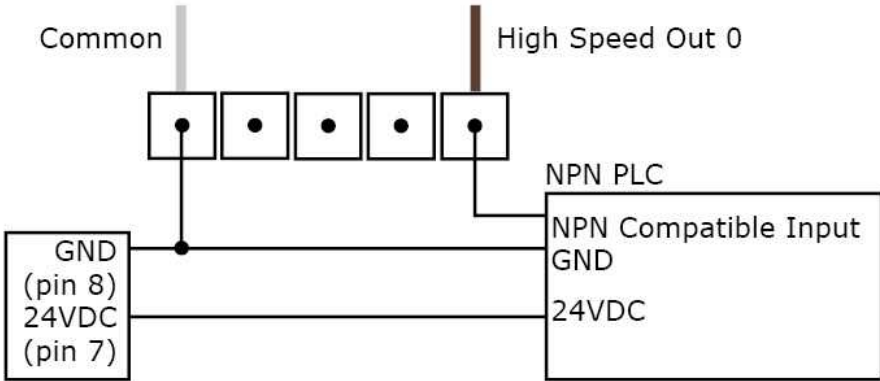 Common
High Speed Out 0
NPN PLC
NPN Compatible Input
GND
24VDC
GND
(pin 8)
24VDC
(pin 7)